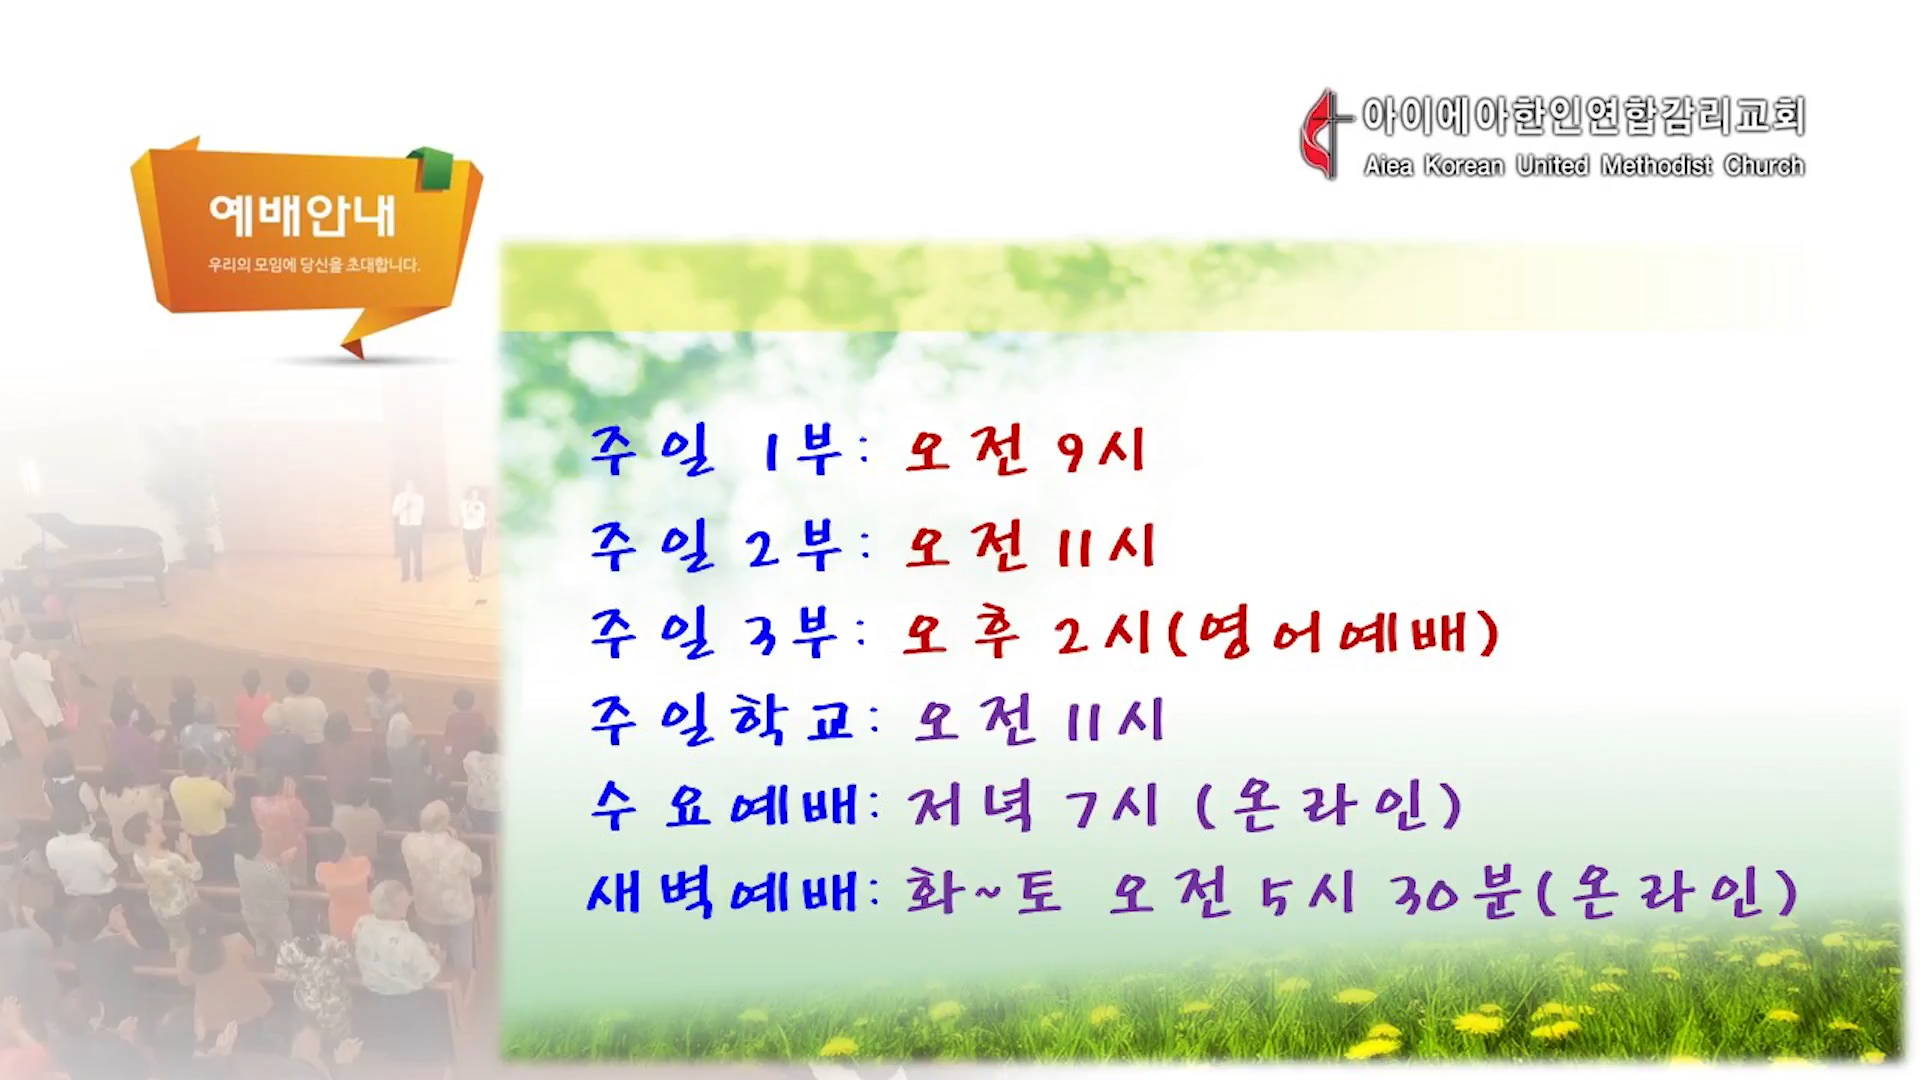 아이에아한인연합감리교회
Aiea Korean United Methodist Church
예배안내
우리의 모임에 당신을 초대합니다.
주일 1부: 오전 9시
주일 2부: 오전 11시
주일 3부: 오후 2시(영어예배)
주일학교: 오전 11시
수요예배: 저녁 7시 (온라인)
새벽예배: 화~토 오전 5시 30분(온라인)